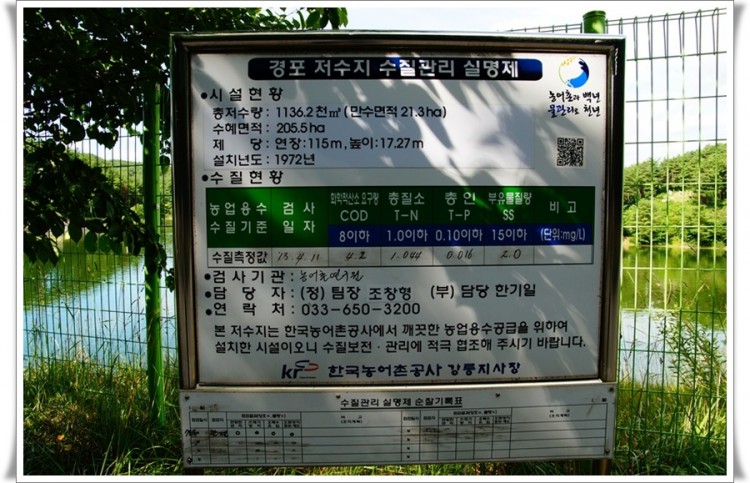 경포 저수지 수질관리 실명제
농어촌과 백년
물관리로 천년
•시설현황
총저수량: 1136.2천㎥ (만수면적 21.3ha)
수혜면적: 205.5ha
제 당: 연장:115m, 높이:17.27m
설치년도: 1972년
•수질현황
농업용수 수질기준 검사일자 화학적산소요구량 COD 총질소 T-N 총인 T-P 부유물질량 SS 비고
8이하 1.0이하 0.10이하 15이하 (단위:mg/L)
수질측정값 '13. 4. 11 4.2 1.044 0.016 2.0
•검사기관: 농어촌연구원
•담당자: (정) 팀장 조창형 (부) 담당 한기일
•연락처: 033-650-3200
본 저수지는 한국농어촌공사에서 깨끗한 농업용수공급을 위하여
설치한 시설이오니 수질보전·관리에 적극 협조해 주시기 바랍니다.
한국농어촌공사 강릉지사장
수질관리 실명제 순찰기록표